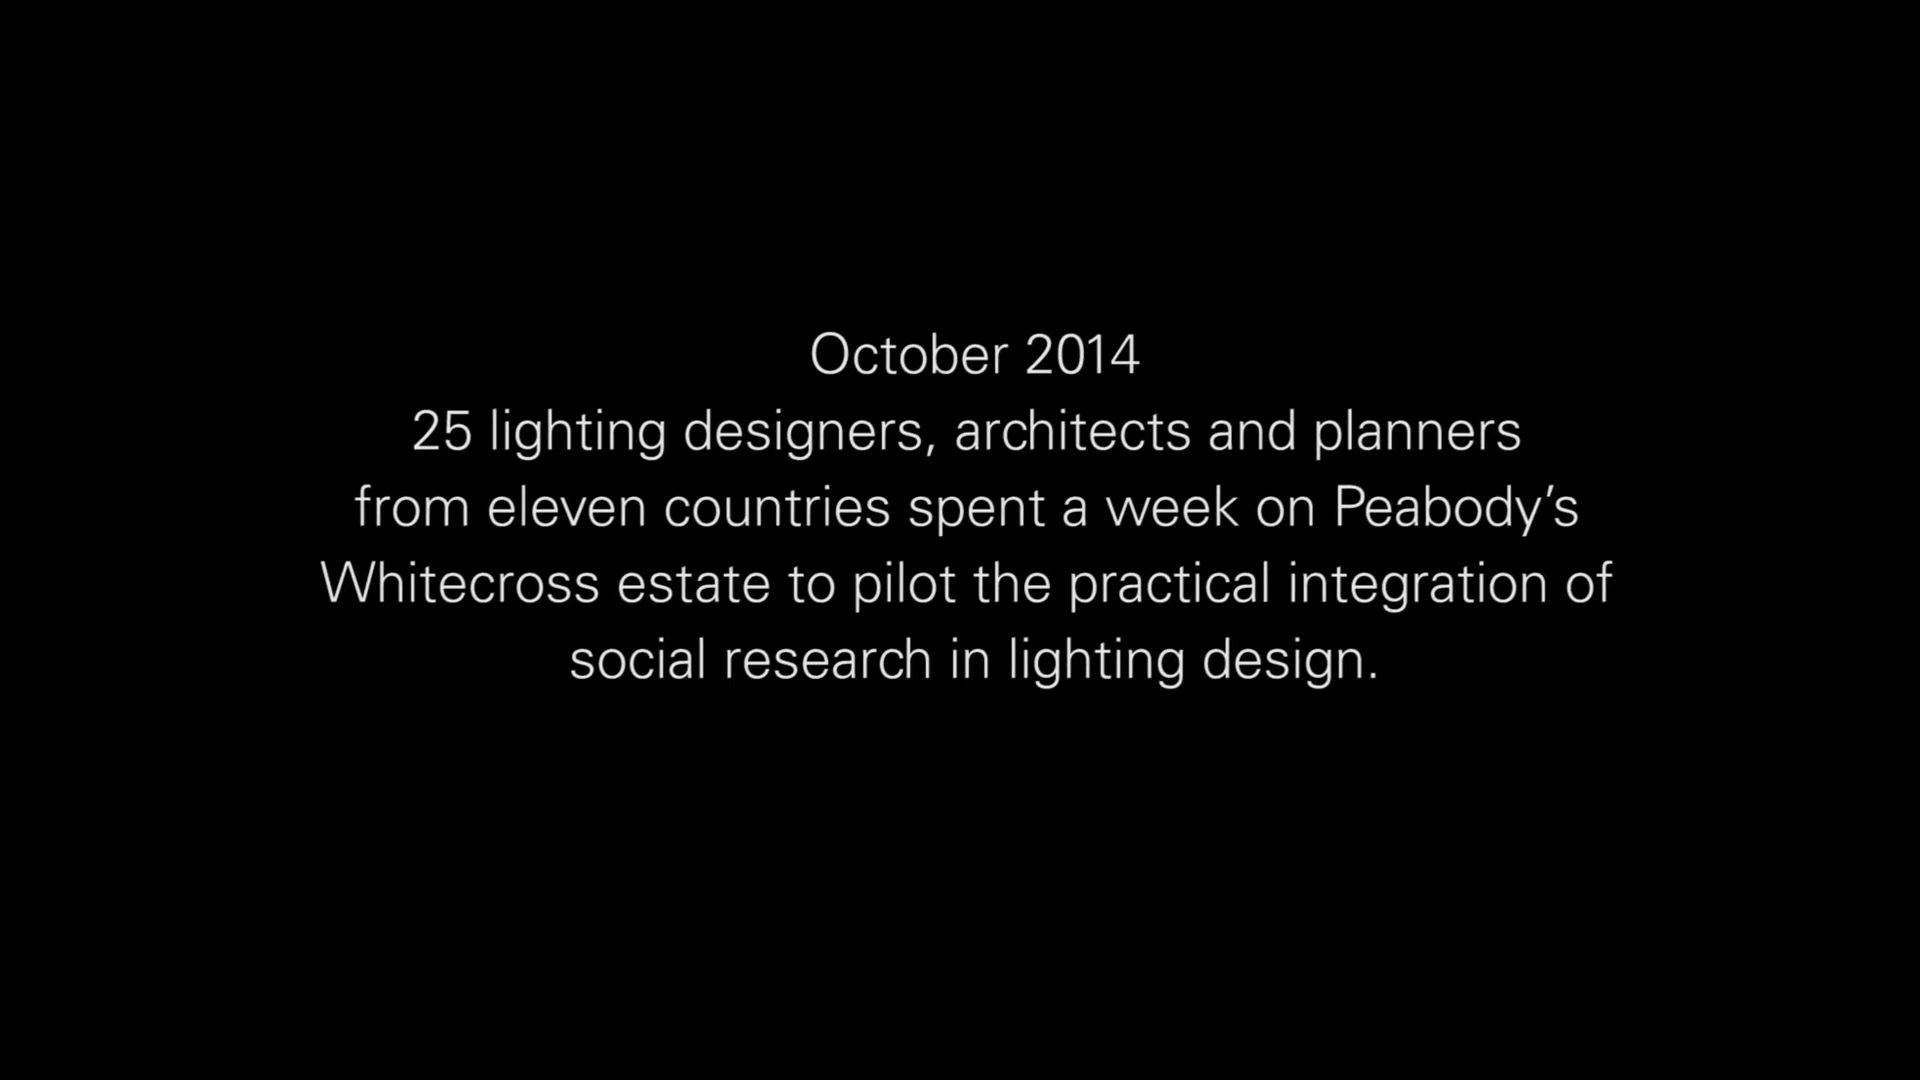 October 2014
25 lighting designers, architects and planners
from eleven countries spent a week on Peabody’s
Whitecross estate to pilot the practical integration of
social research in lighting design.